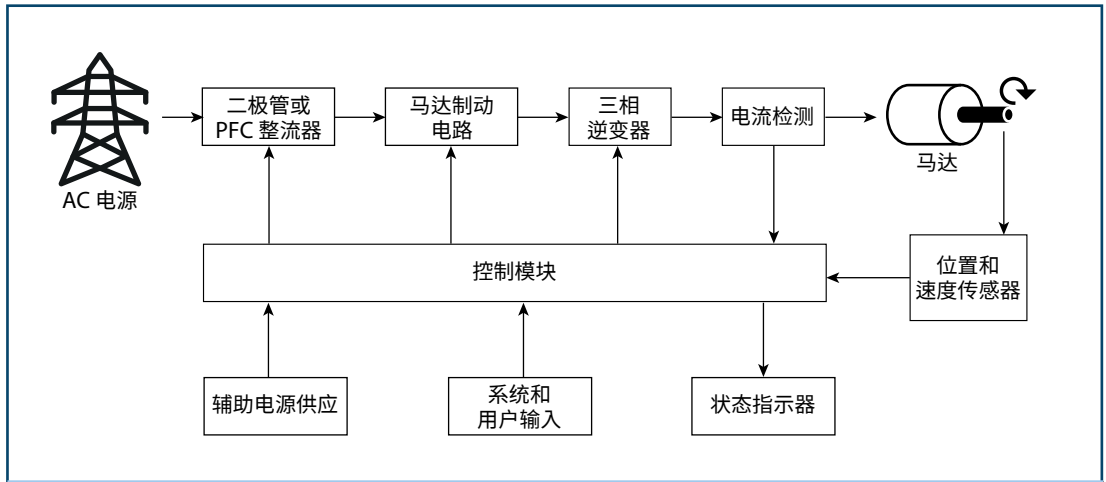 二极管或
PFC 整流器
马达制动
电路
三相
逆变器
电流检测
马达
AC 电源
控制模块
位置和
速度传感器
辅助电源供应
系统和
用户输入
状态指示器